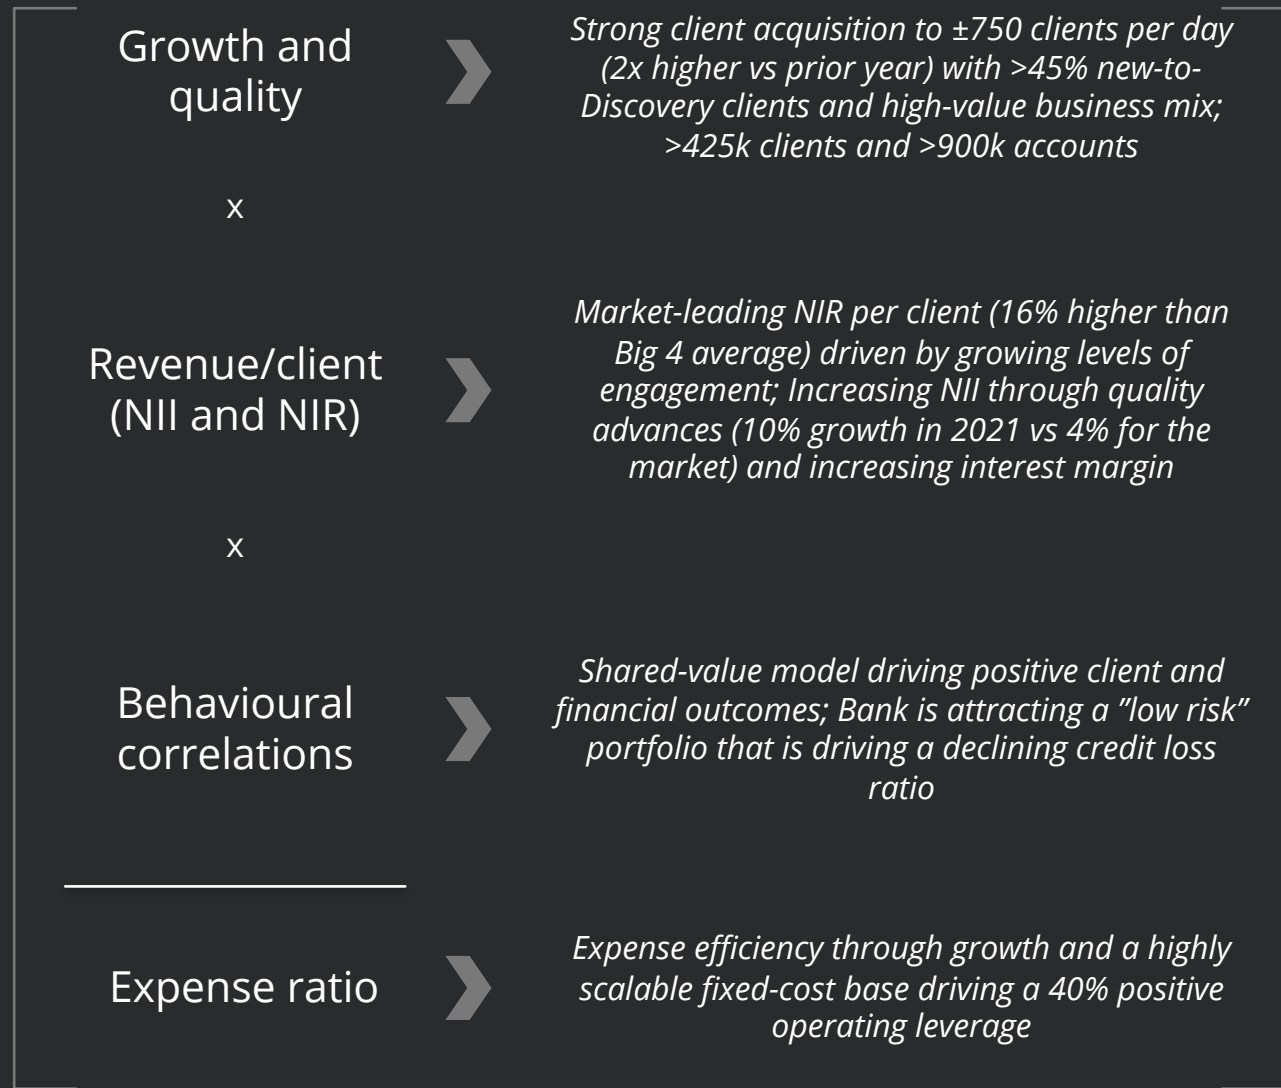 Growth and
quality
Strong client acquisition to ±750 clients per day
(2x higher vs prior year) with >45% new-to-
Discovery clients and high-value business mix;
>425k clients and >900k accounts
x
Revenue/client
(NII and NIR)
Market-leading NIR per client (16% higher than
Big 4 average) driven by growing levels of
engagement; Increasing NII through quality
advances (10% growth in 2021 vs 4% for the
market) and increasing interest margin
x
Behavioural
correlations
Shared-value model driving positive client and
financial outcomes; Bank is attracting a ”low risk”
portfolio that is driving a declining credit loss
ratio
Expense ratio
Expense efficiency through growth and a highly
scalable fixed-cost base driving a 40% positive
operating leverage